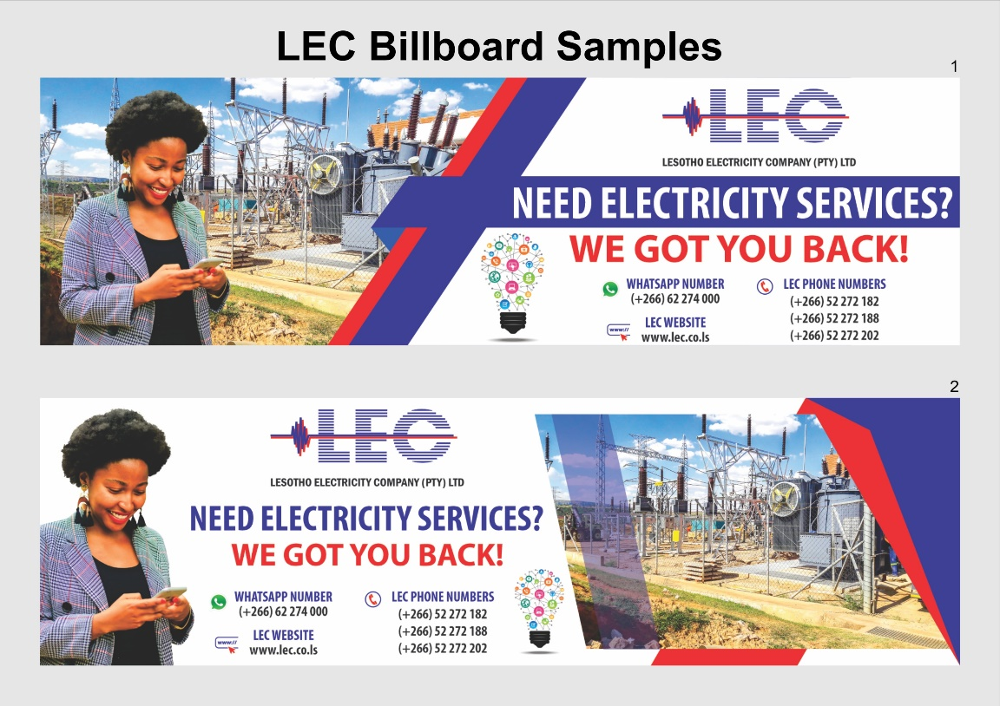 LEC Billboard Samples
1
LEC
LESOTHO ELECTRICITY COMPANY (PTY) LTD
NEED ELECTRICITY SERVICES?
WE GOT YOU BACK!
WHATSAPP NUMBER
(+266) 62 274 000
www://
LEC WEBSITE
www.lec.co.ls
LEC PHONE NUMBERS
(+266) 52 272 182
(+266) 52 272 188
(+266) 52 272 202
2
LEC
LESOTHO ELECTRICITY COMPANY (PTY) LTD
NEED ELECTRICITY SERVICES?
WE GOT YOU BACK!
WHATSAPP NUMBER
(+266) 62 274 000
www://
LEC WEBSITE
www.lec.co.ls
LEC PHONE NUMBERS
(+266) 52 272 182
(+266) 52 272 188
(+266) 52 272 202